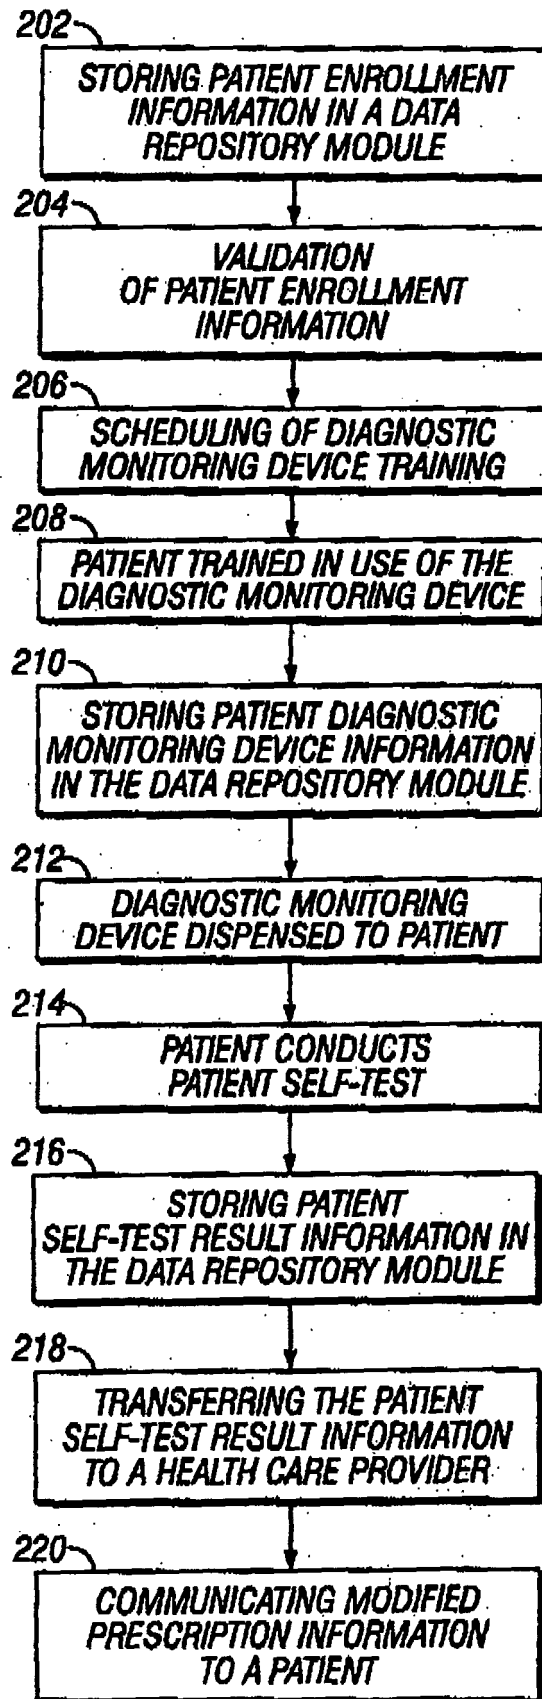 202
STORING PATIENT ENROLLMENT
INFORMATION IN A DATA
REPOSITORY MODULE
204
VALIDATION
OF PATIENT ENROLLMENT
INFORMATION
206
SCHEDULING OF DIAGNOSTIC
MONITORING DEVICE TRAINING
208
PATIENT TRAINED IN USE OF THE
DIAGNOSTIC MONITORING DEVICE
210
STORING PATIENT DIAGNOSTIC
MONITORING DEVICE INFORMATION
IN THE DATA REPOSITORY MODULE
212
DIAGNOSTIC MONITORING
DEVICE DISPENSED TO PATIENT
214
PATIENT CONDUCTS
PATIENT SELF-TEST
216
STORING PATIENT
SELF-TEST RESULT INFORMATION IN
THE DATA REPOSITORY MODULE
218
TRANSFERRING THE PATIENT
SELF-TEST RESULT INFORMATION
TO A HEALTH CARE PROVIDER
220
COMMUNICATING MODIFIED
PRESCRIPTION INFORMATION
TO A PATIENT